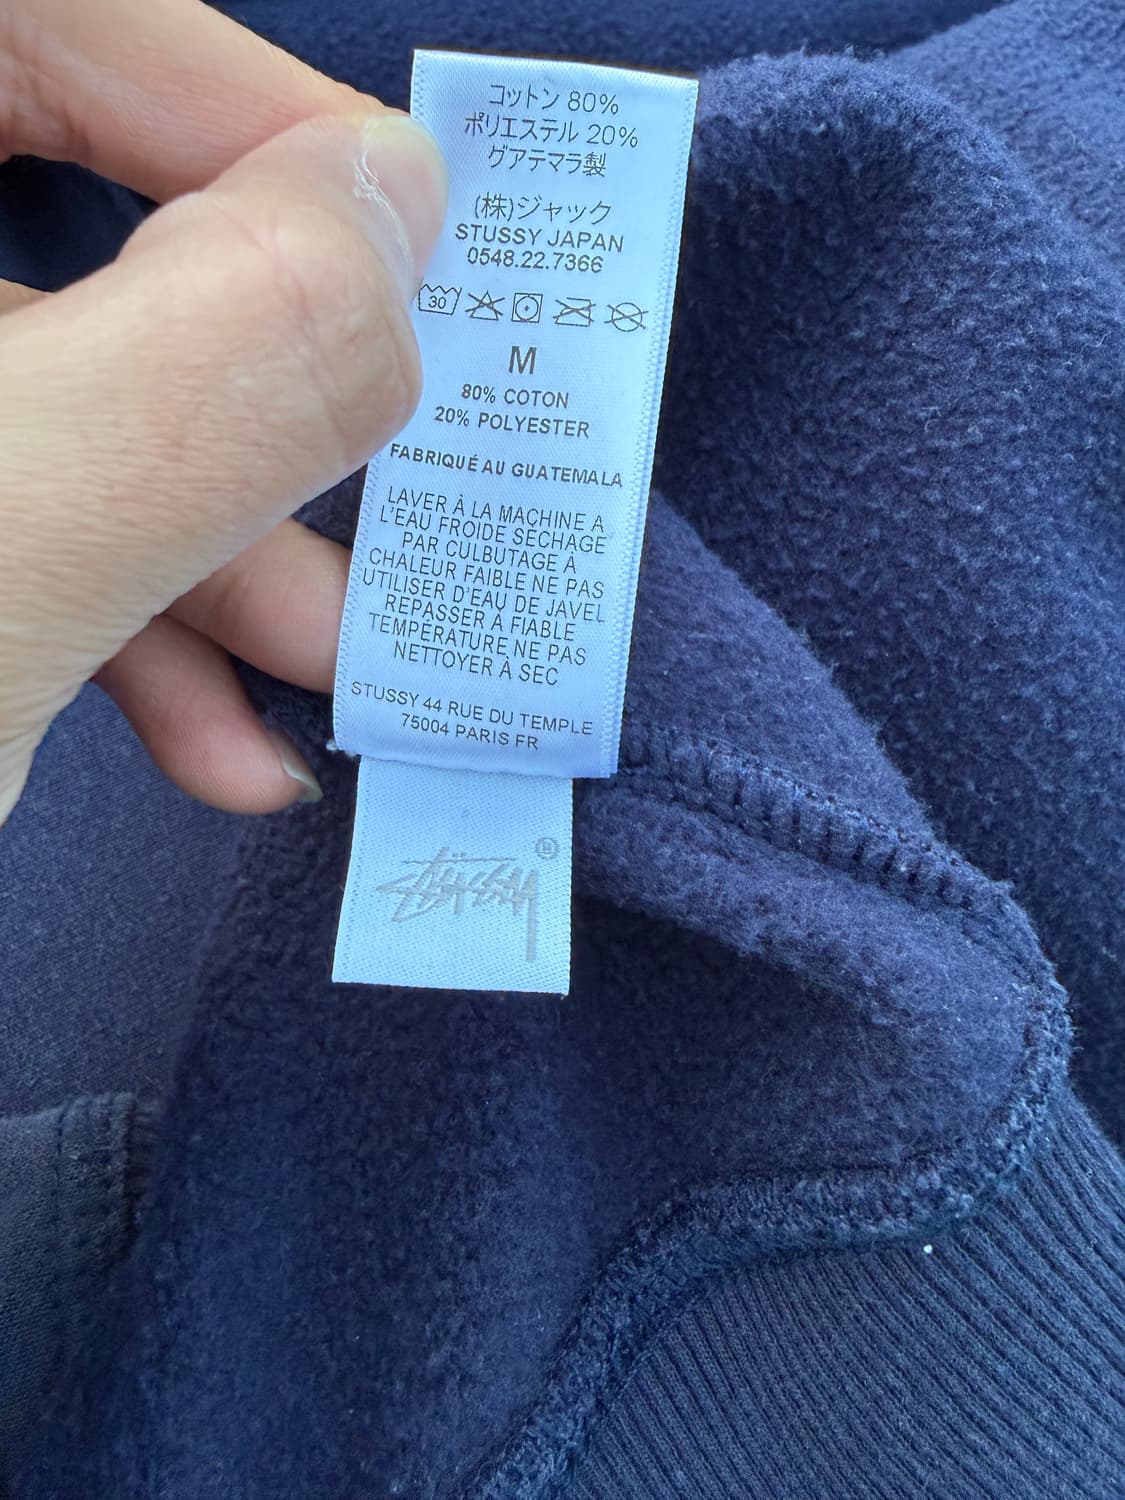 コットン 80%
ポリエステル 20%
グアテマラ製
(株)ジャック
STUSSY JAPAN
0548.22.7366
30
M
80% COTON
20% POLYESTER
FABRIQUÉ AU GUATEMALA
LAVER À LA MACHINE A
L'EAU FROIDE SECHAGE
PAR CULBUTAGE À
CHALEUR FAIBLE NE PAS
UTILISER D'EAU DE JAVEL
REPASSER A FIABLE
TEMPÉRATURE NE PAS
NETTOYER À SEC
STUSSY 44 RUE DU TEMPLE
75004 PARIS FR
Stüssy